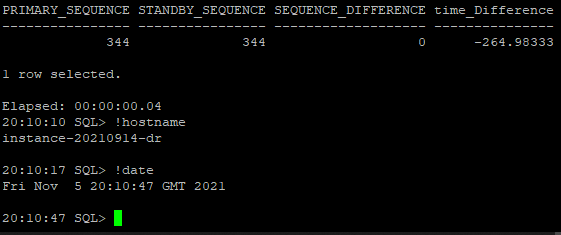 PRIMARY_SEQUENCE STANDBY_SEQUENCE SEQUENCE_DIFFERENCE time_Difference
---------------- ---------------- ------------------- ---------------
             344              344                   0      -264.98333

1 row selected.

Elapsed: 00:00:00.04
20:10:10 SQL> !hostname
instance-20210914-dr

20:10:17 SQL> !date
Fri Nov  5 20:10:47 GMT 2021

20:10:47 SQL>